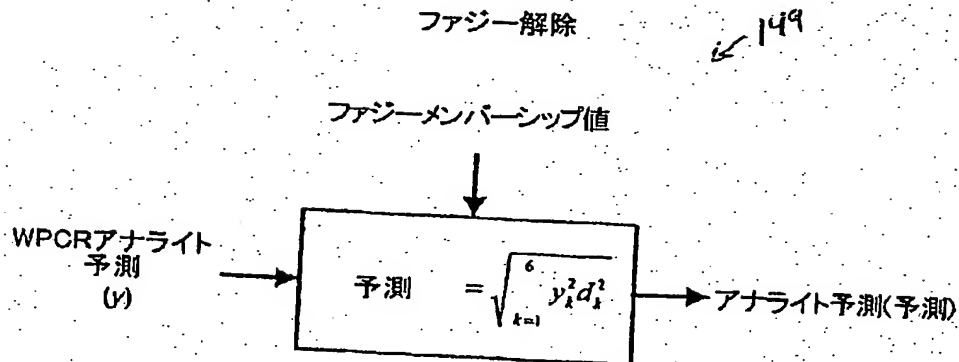 ファジー解除
149
ファジーメンバーシップ値
WPCRアナライト
予測
(y)
予測 = √ 6 k=1 y_k^2 d_k^2
アナライト予測(予測)